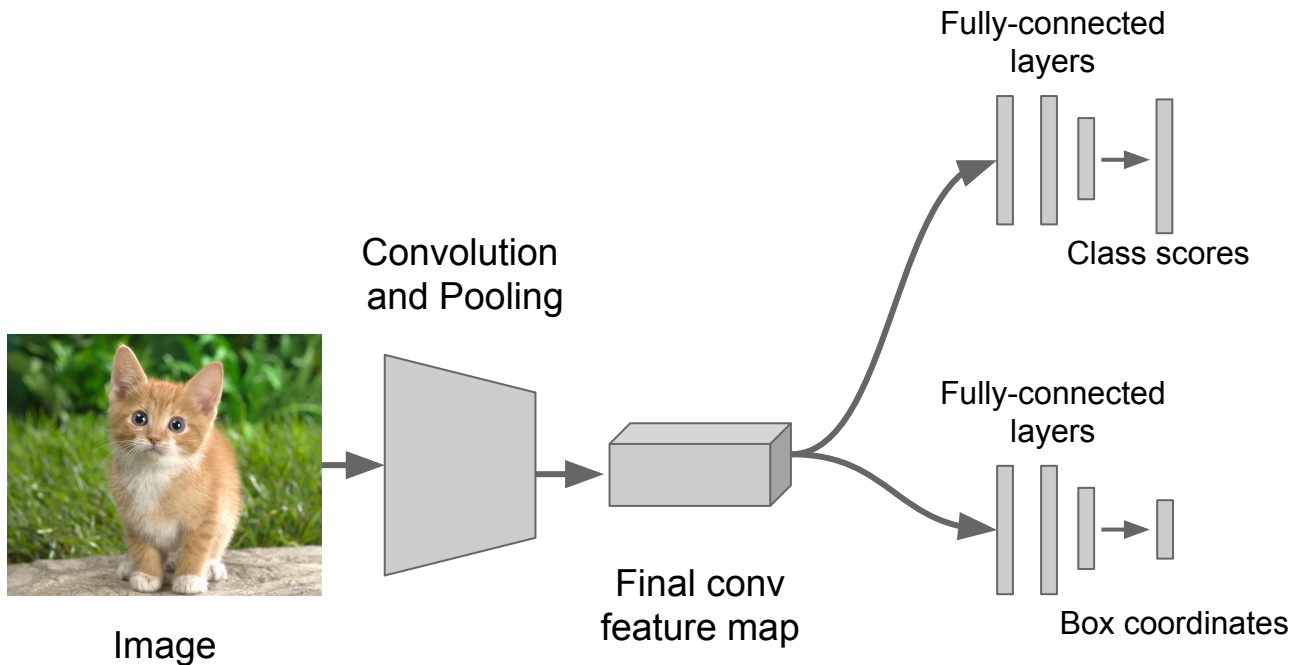 Fully-connected
layers
Class scores
Convolution
and Pooling
Fully-connected
layers
Box coordinates
Final conv
feature map
Image